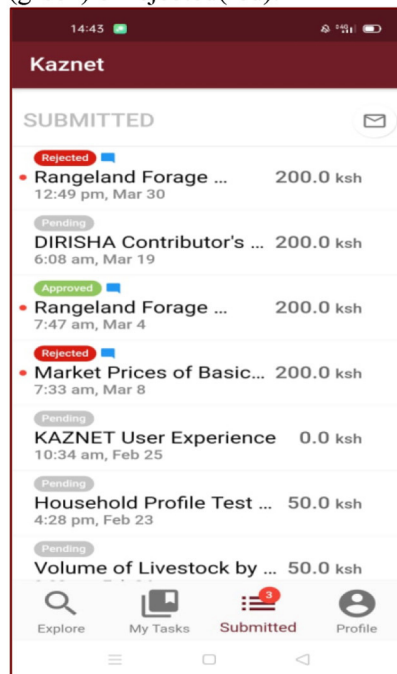 14:43
Kaznet
SUBMITTED
Rejected
Rangeland Forage ... 200.0 ksh
12:49 pm, Mar 30
Pending
DIRISHA Contributor's ... 200.0 ksh
6:08 am, Mar 19
Approved
Rangeland Forage ... 200.0 ksh
7:47 am, Mar 4
Rejected
Market Prices of Basic... 200.0 ksh
7:33 am, Mar 8
Pending
KAZNET User Experience 0.0 ksh
10:34 am, Feb 25
Pending
Household Profile Test ... 50.0 ksh
4:28 pm, Feb 23
Pending
Volume of Livestock by ... 50.0 ksh
3
Explore My Tasks Submitted Profile